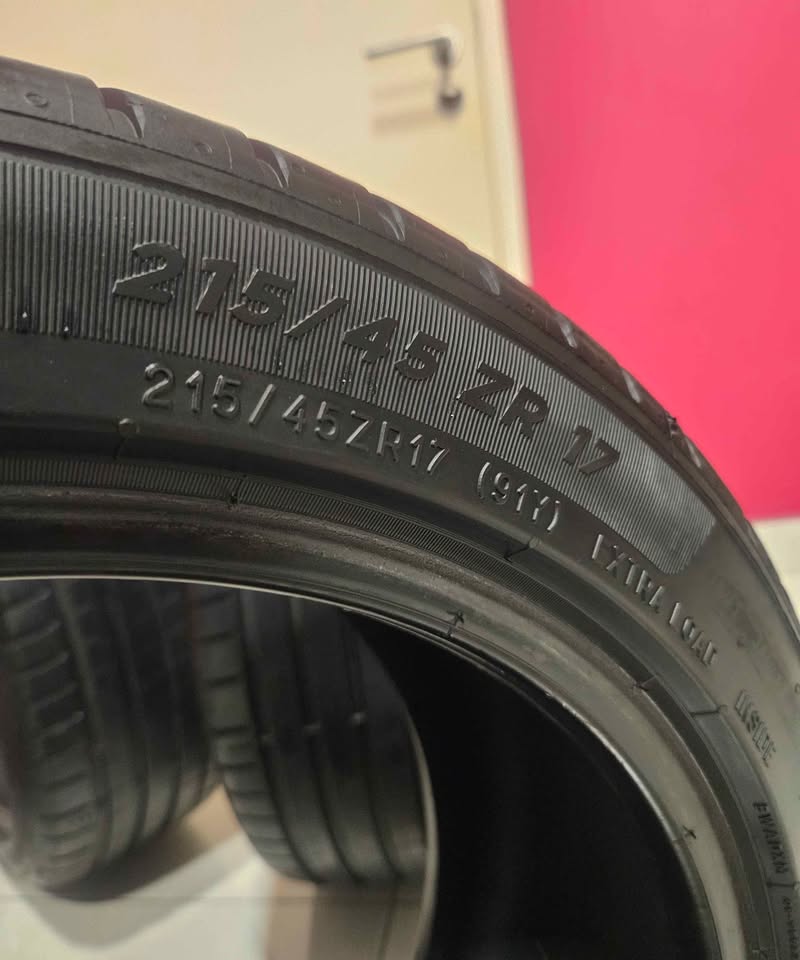 215/45 ZR 17
215/45ZR17 (91Y) EXTRA LOAD INSIDE